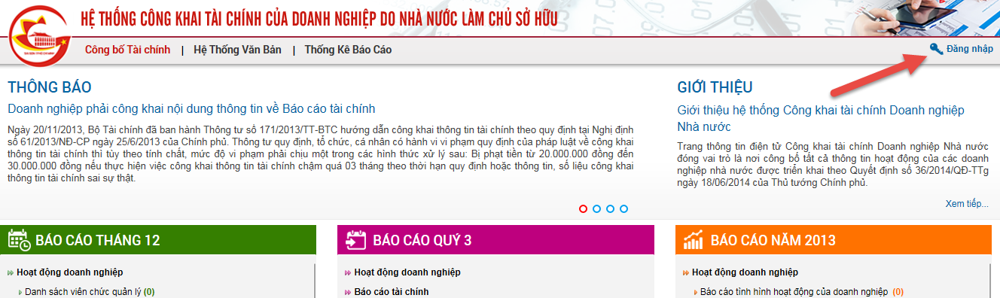 HỆ THỐNG CÔNG KHAI TÀI CHÍNH CỦA DOANH NGHIỆP DO NHÀ NƯỚC LÀM CHỦ SỞ HỮU
Công bố Tài chính | Hệ Thống Văn Bản | Thống Kê Báo Cáo
Đăng nhập
THÔNG BÁO
Doanh nghiệp phải công khai nội dung thông tin về Báo cáo tài chính
Ngày 20/11/2013, Bộ Tài chính đã ban hành Thông tư số 171/2013/TT-BTC hướng dẫn công khai thông tin tài chính theo quy định tại Nghị định
số 61/2013/NĐ-CP ngày 25/6/2013 của Chính phủ. Thông tư quy định, tổ chức, cá nhân có hành vi vi phạm quy định của pháp luật về công khai
thông tin tài chính thì tùy theo tính chất, mức độ vi phạm phải chịu một trong các hình thức xử lý sau: Bị phạt tiền từ 20.000.000 đồng đến
30.000.000 đồng nếu thực hiện việc công khai thông tin tài chính chậm quá 03 tháng theo thời hạn quy định hoặc thông tin, số liệu công khai
thông tin tài chính sai sự thật.
GIỚI THIỆU
Giới thiệu hệ thống Công khai tài chính Doanh nghiệp
Nhà nước
Trang thông tin điện tử Công khai tài chính Doanh nghiệp Nhà nước
đóng vai trò là nơi công bố tất cả thông tin hoạt động của các doanh
nghiệp nhà nước được triển khai theo Quyết định số 36/2014/QĐ-TTg
ngày 18/06/2014 của Thủ tướng Chính phủ.
Xem tiếp...
BÁO CÁO THÁNG 12
Hoạt động doanh nghiệp
Danh sách viên chức quản lý (0)
BÁO CÁO QUÝ 3
Hoạt động doanh nghiệp
Báo cáo tài chính
BÁO CÁO NĂM 2013
Hoạt động doanh nghiệp
Báo cáo tình hình hoạt động của doanh nghiệp (0)